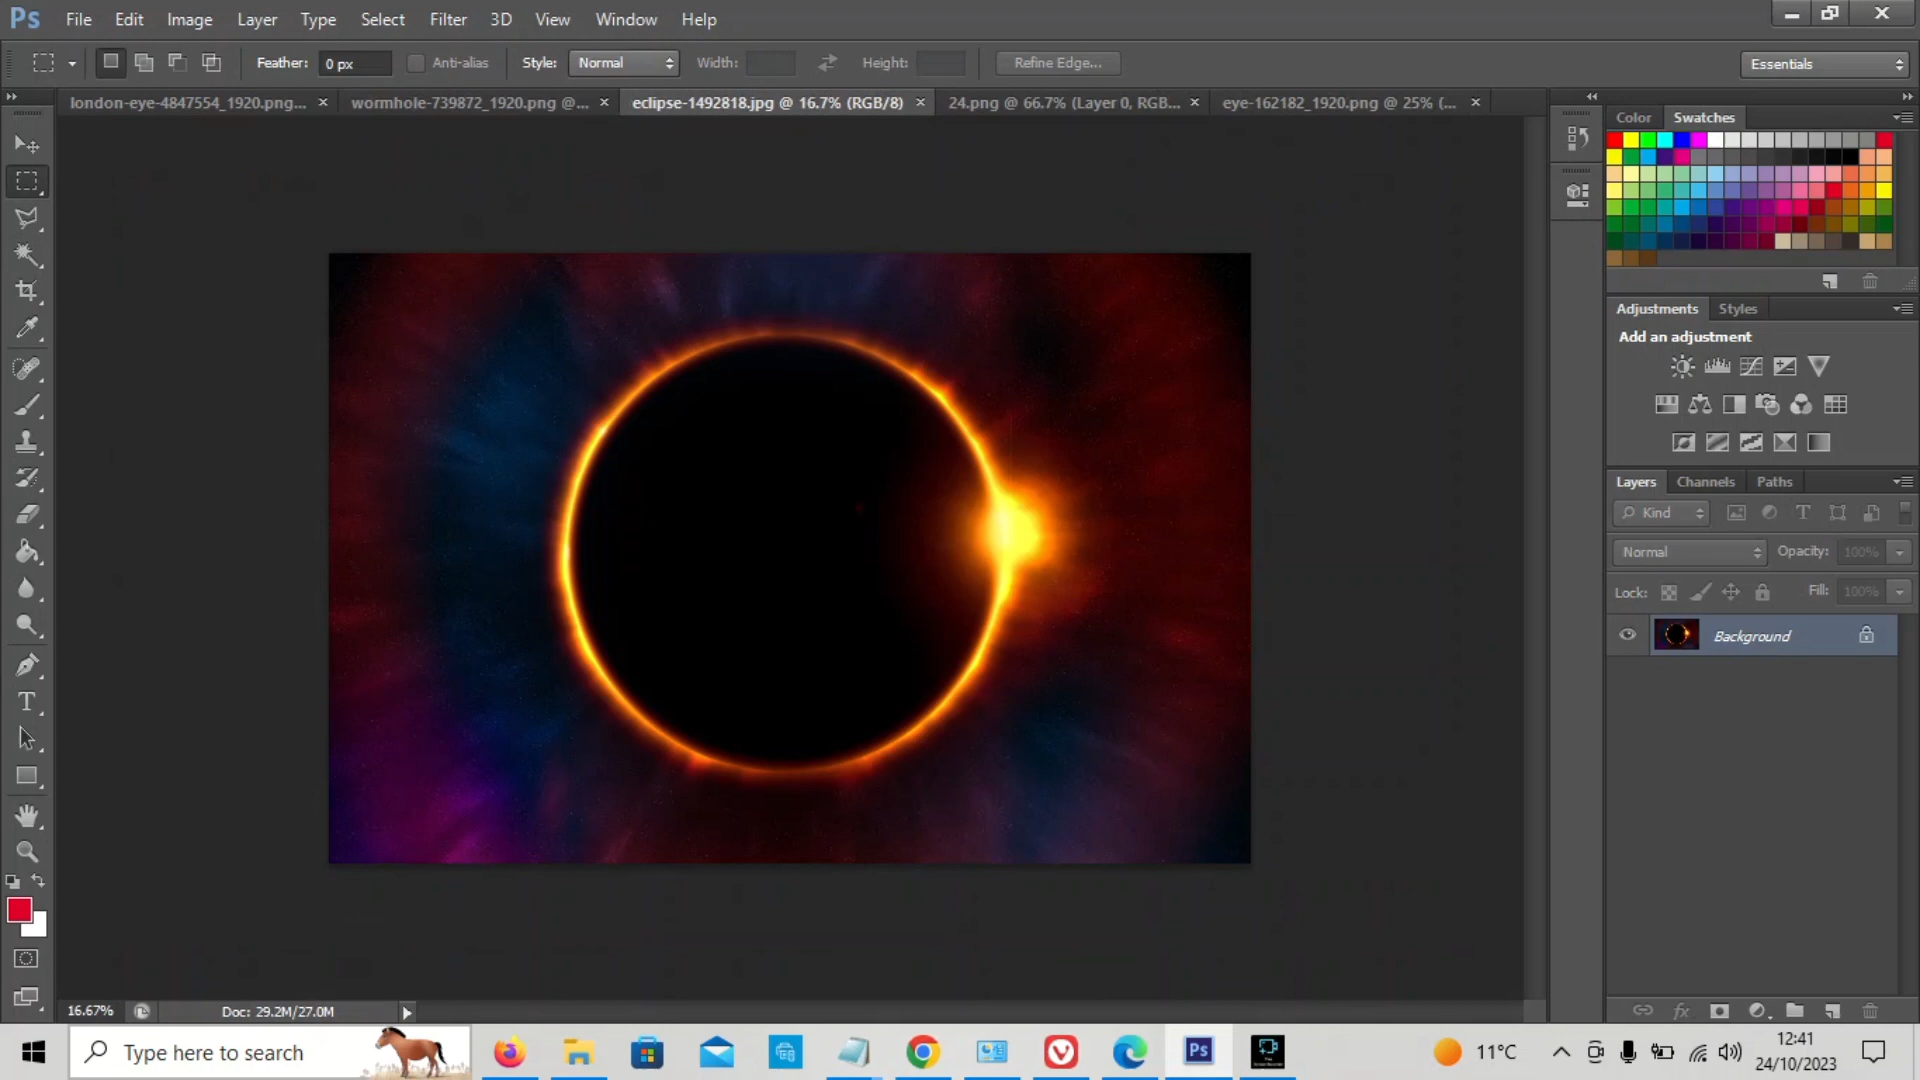 Ps File Edit Image Layer Type Select Filter 3D View Window Help
Feather: 0 px Anti-alias Style: Normal Width: Height: Refine Edge... Essentials
london-eye-4847554_1920.png... wormhole-739872_1920.png @... eclipse-1492818.jpg @ 16.7% (RGB/8) 24.png @ 66.7% (Layer 0, RGB... eye-162182_1920.png @ 25% (...
Color Swatches
Adjustments Styles
Add an adjustment
Layers Channels Paths
Kind
Normal Opacity: 100%
Lock: Fill: 100%
Background
16.67% Doc: 29.2M/27.0M
Type here to search
Ps
11°C
12:41
24/10/2023